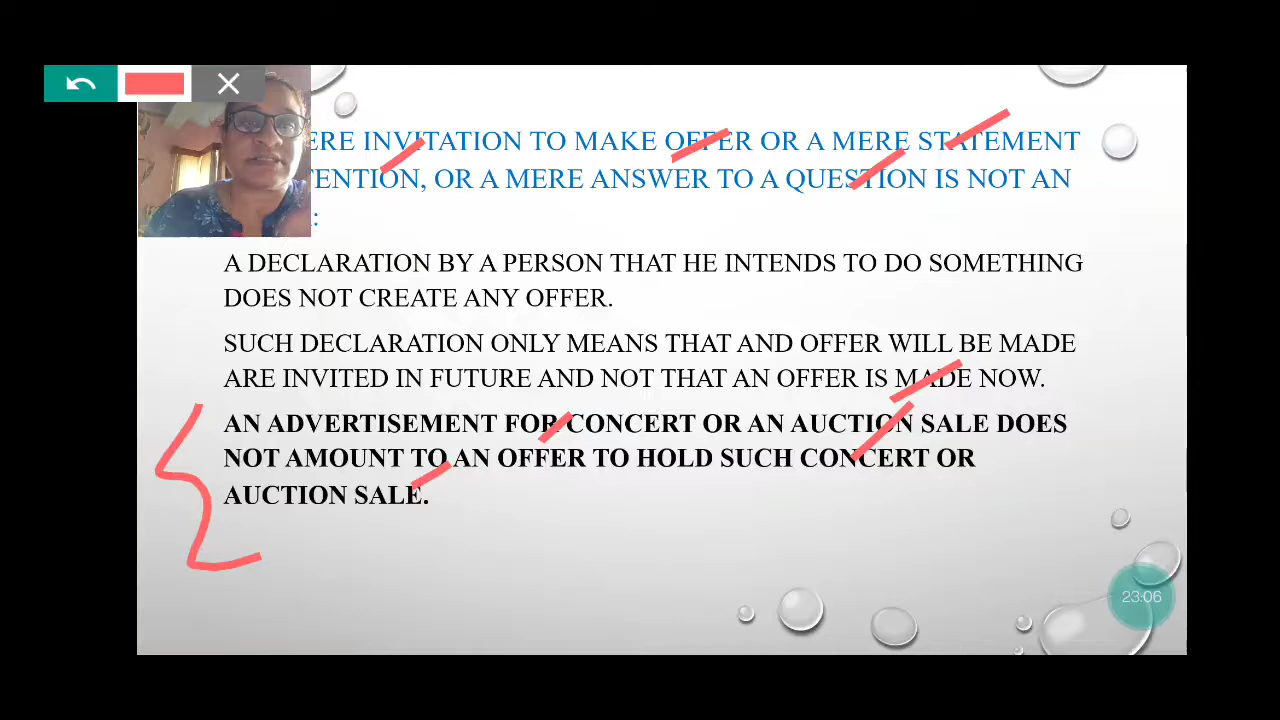 ERE INVITATION TO MAKE OFFER OR A MERE STATEMENT
TENTION, OR A MERE ANSWER TO A QUESTION IS NOT AN
:
A DECLARATION BY A PERSON THAT HE INTENDS TO DO SOMETHING
DOES NOT CREATE ANY OFFER.
SUCH DECLARATION ONLY MEANS THAT AND OFFER WILL BE MADE
ARE INVITED IN FUTURE AND NOT THAT AN OFFER IS MADE NOW.
AN ADVERTISEMENT FOR CONCERT OR AN AUCTION SALE DOES
NOT AMOUNT TO AN OFFER TO HOLD SUCH CONCERT OR
AUCTION SALE.
23:06